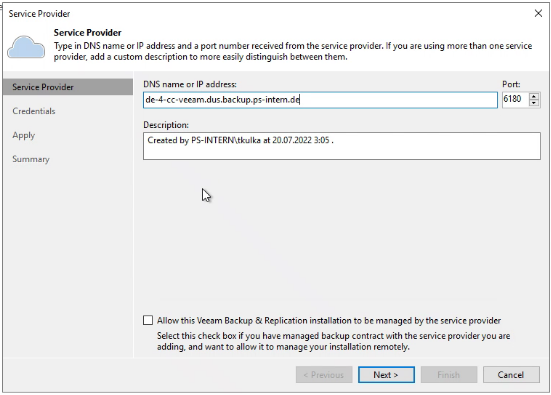 Service Provider
Service Provider
Type in DNS name or IP address and a port number received from the service provider. If you are using more than one service
provider, add a custom description to more easily distinguish between them.
Service Provider
Credentials
Apply
Summary
DNS name or IP address:
Port:
de-4-cc-veeam.dus.backup.ps-intern.de
6180
Description:
Created by PS-INTERN\tkulka at 20.07.2022 3:05 .
Allow this Veeam Backup & Replication installation to be managed by the service provider
Select this check box if you have managed backup contract with the service provider you are
adding, and want to allow it to manage your installation remotely.
< Previous
Next >
Finish
Cancel